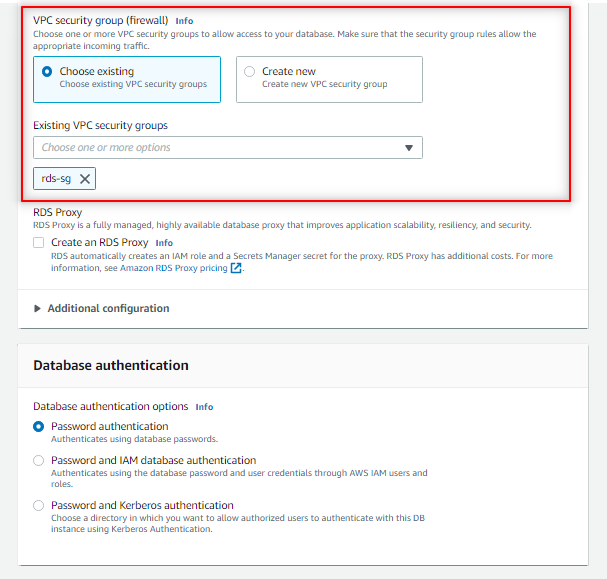 VPC security group (firewall) Info
Choose one or more VPC security groups to allow access to your database. Make sure that the security group rules allow the
appropriate incoming traffic.
Choose existing
Choose existing VPC security groups
Create new
Create new VPC security group
Existing VPC security groups
Choose one or more options
rds-sg
RDS Proxy
RDS Proxy is a fully managed, highly available database proxy that improves application scalability, resiliency, and security.
Create an RDS Proxy Info
RDS automatically creates an IAM role and a Secrets Manager secret for the proxy. RDS Proxy has additional costs. For more
information, see Amazon RDS Proxy pricing.
Additional configuration
Database authentication
Database authentication options Info
Password authentication
Authenticates using database passwords.
Password and IAM database authentication
Authenticates using the database password and user credentials through AWS IAM users and
roles.
Password and Kerberos authentication
Choose a directory in which you want to allow authorized users to authenticate with this DB
instance using Kerberos Authentication.